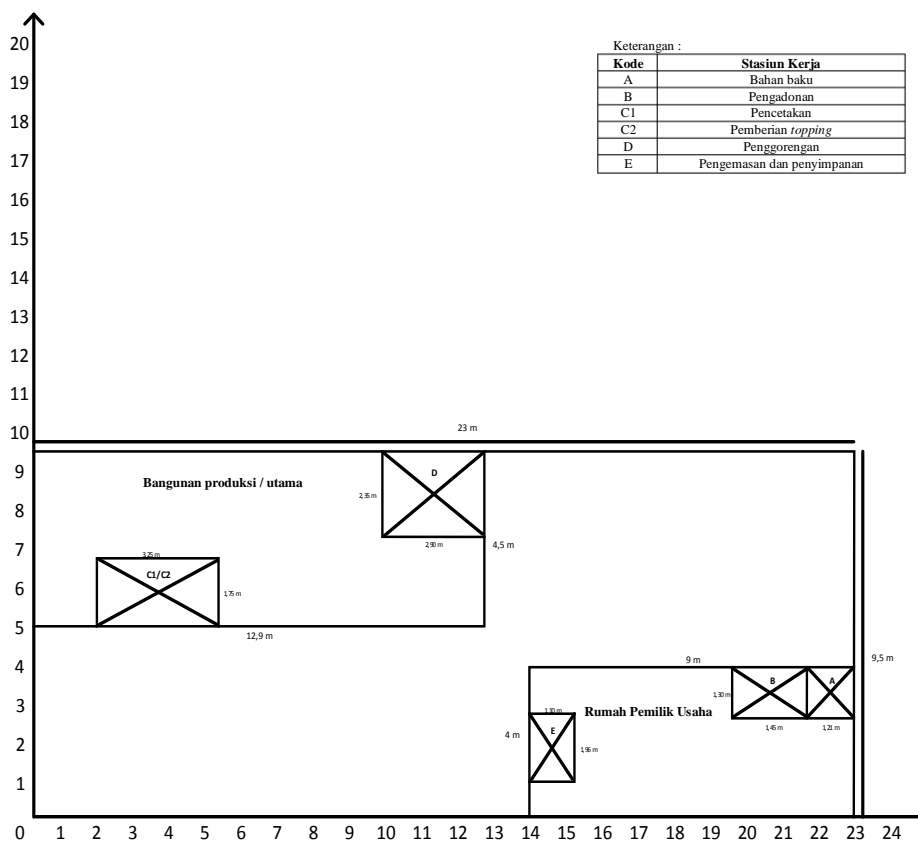 Keterangan :
Kode Stasiun Kerja
A Bahan baku
B Pengadonan
C1 Pencetakan
C2 Pemberian topping
D Penggorengan
E Pengemasan dan penyimpanan
20
19
18
17
16
15
14
13
12
11
10
23 m
9
D
Bangunan produksi / utama
2,35 m
8
2,90 m
4,5 m
7
3,25 m
C1/C2
6
1,75 m
5
12,9 m
4
9 m
9,5 m
B
A
3
1,30 m
1,10 m
Rumah Pemilik Usaha
1,45 m
1,21 m
E
4 m
2
1,96 m
1
0 1 2 3 4 5 6 7 8 9 10 11 12 13 14 15 16 17 18 19 20 21 22 23 24